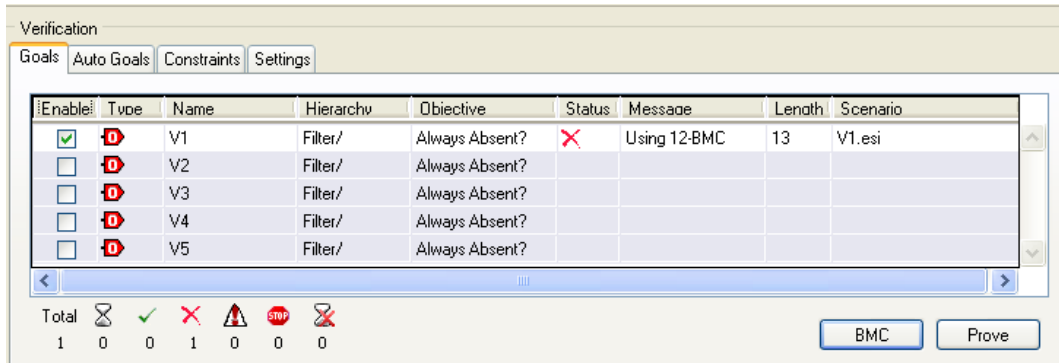 Verification
Goals Auto Goals Constraints Settings
Enable Type Name Hierarchy Objective Status Message Length Scenario
V1 Filter/ Always Absent? Using 12-BMC 13 V1.esi
V2 Filter/ Always Absent?
V3 Filter/ Always Absent?
V4 Filter/ Always Absent?
V5 Filter/ Always Absent?
Total STOP
1 0 0 1 0 0 0
BMC Prove